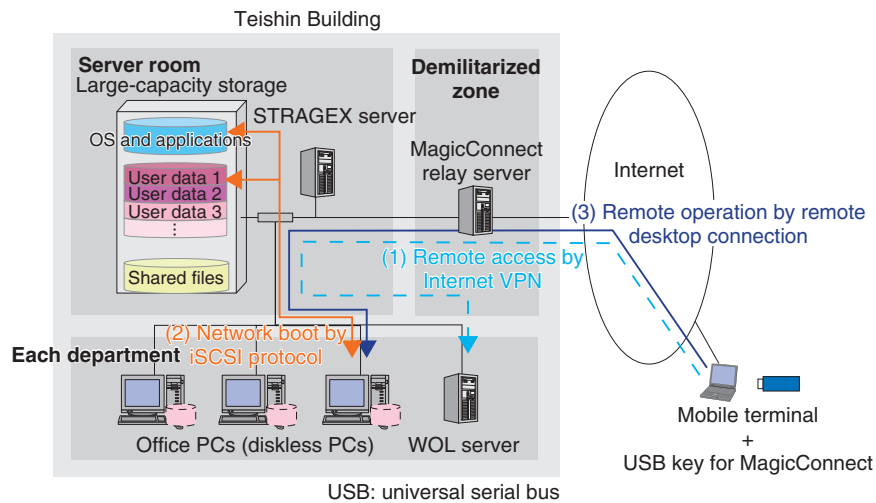 Teishin Building
Server room
Large-capacity storage
STRAGEX server
OS and applications
User data 1
User data 2
User data 3
⋮
Shared files
Demilitarized
zone
MagicConnect
relay server
Internet
(3) Remote operation by remote
desktop connection
(1) Remote access by
Internet VPN
(2) Network boot by
iSCSI protocol
Each department
Office PCs (diskless PCs)
WOL server
Mobile terminal
+
USB key for MagicConnect
USB: universal serial bus